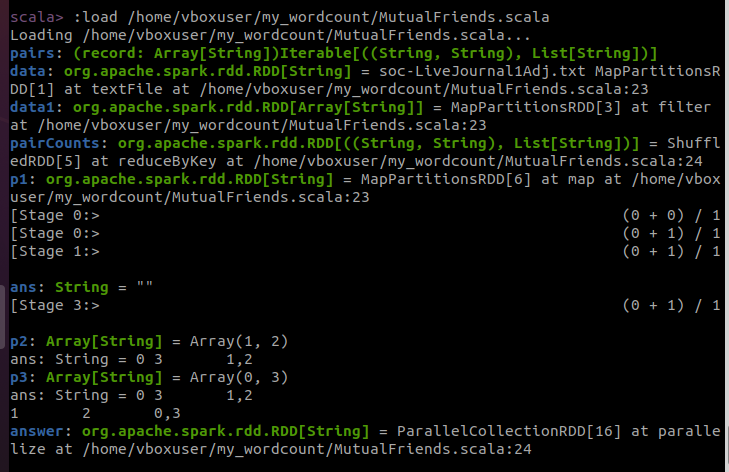 scala> :load /home/vboxuser/my_wordcount/MutualFriends.scala
Loading /home/vboxuser/my_wordcount/MutualFriends.scala...
pairs: (record: Array[String])Iterable[((String, String), List[String])]
data: org.apache.spark.rdd.RDD[String] = soc-LiveJournal1Adj.txt MapPartitionsR
DD[1] at textFile at /home/vboxuser/my_wordcount/MutualFriends.scala:23
data1: org.apache.spark.rdd.RDD[Array[String]] = MapPartitionsRDD[3] at filter
at /home/vboxuser/my_wordcount/MutualFriends.scala:23
pairCounts: org.apache.spark.rdd.RDD[((String, String), List[String])] = Shuff
ledRDD[5] at reduceByKey at /home/vboxuser/my_wordcount/MutualFriends.scala:24
p1: org.apache.spark.rdd.RDD[String] = MapPartitionsRDD[6] at map at /home/vbox
user/my_wordcount/MutualFriends.scala:23
[Stage 0:> (0 + 0) / 1
[Stage 0:> (0 + 1) / 1
[Stage 1:> (0 + 1) / 1
ans: String = ""
[Stage 3:> (0 + 1) / 1
p2: Array[String] = Array(1, 2)
ans: String = 0 3 1,2
p3: Array[String] = Array(0, 3)
ans: String = 0 3 1,2
1 2 0,3
answer: org.apache.spark.rdd.RDD[String] = ParallelCollectionRDD[16] at paralle
lize at /home/vboxuser/my_wordcount/MutualFriends.scala:24